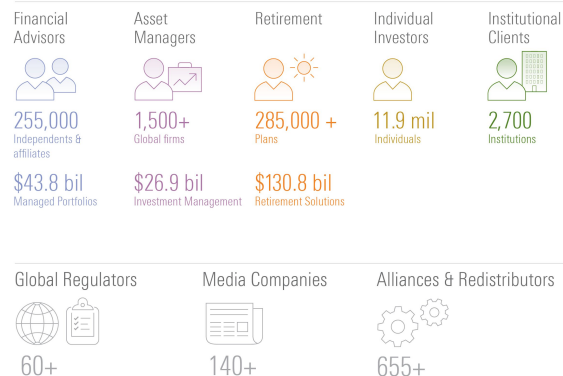 Financial
Advisors
255,000
Independents &
affiliates
$43.8 bil
Managed Portfolios
Asset
Managers
1,500+
Global firms
$26.9 bil
Investment Management
Retirement
285,000 +
Plans
$130.8 bil
Retirement Solutions
Individual
Investors
11.9 mil
Individuals
Institutional
Clients
2,700
Institutions
Global Regulators
60+
Media Companies
140+
Alliances & Redistributors
655+